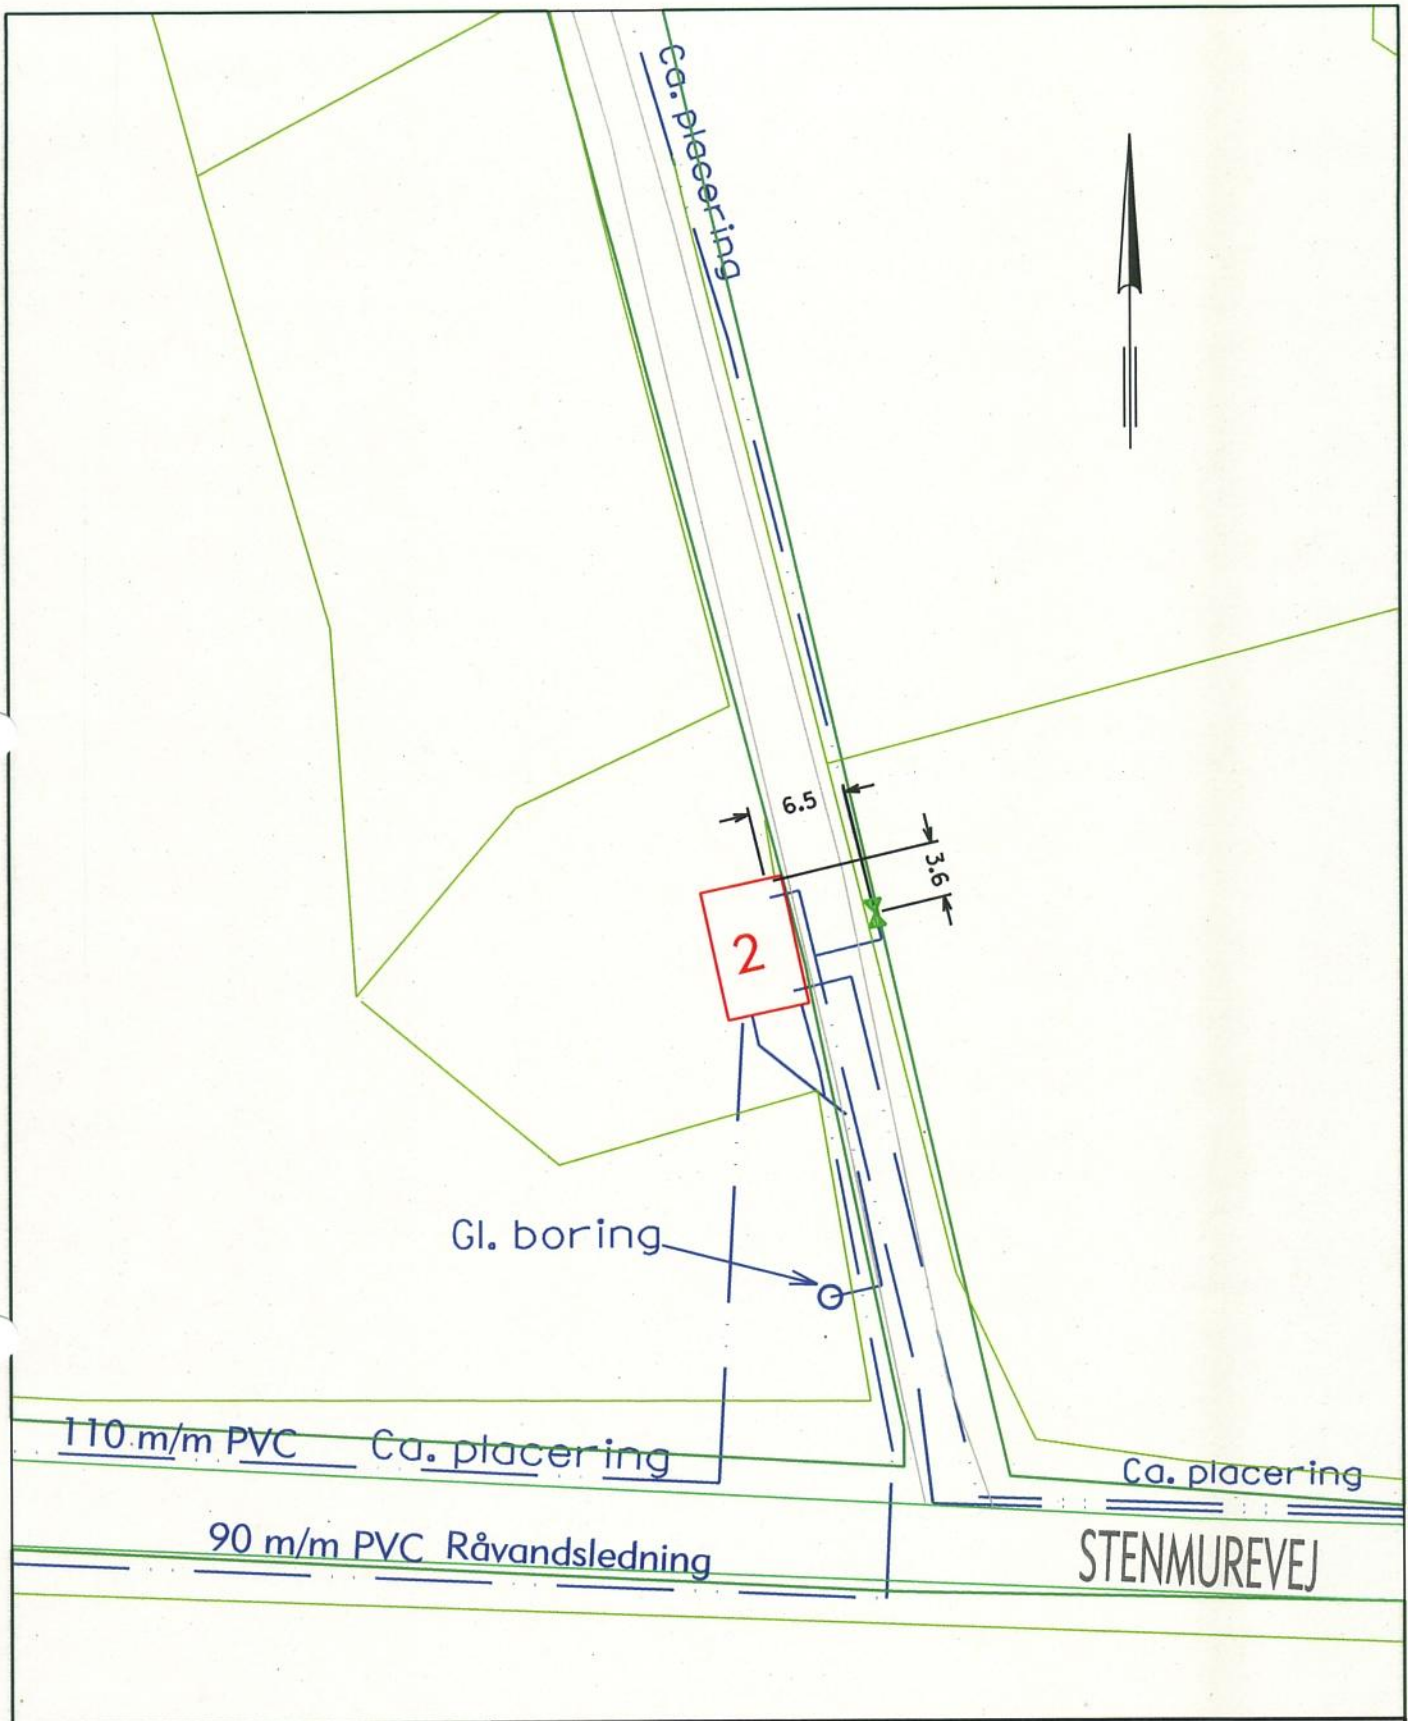 Ca. placering
6.5
3.6
2
Gl. boring
110 m/m PVC Ca. placering
Ca. placering
90 m/m PVC Råvandsledning
STENMUREVEJ